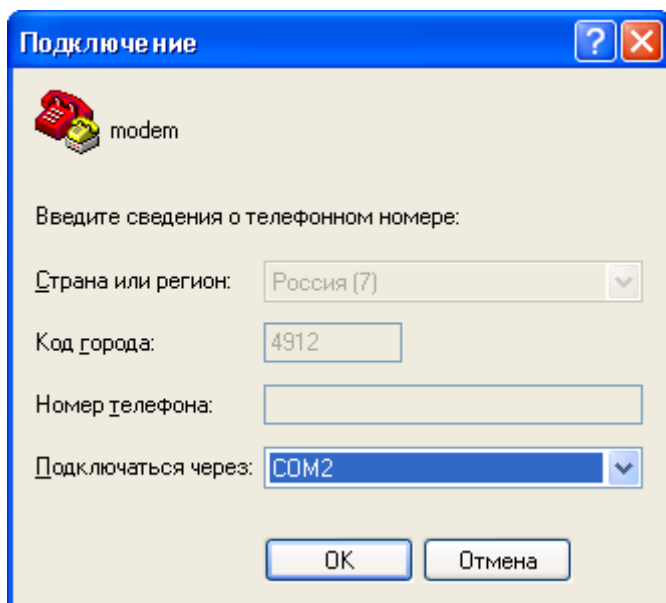 Подключение
modem
Введите сведения о телефонном номере:
Страна или регион: Россия (7)
Код города: 4912
Номер телефона:
Подключаться через: COM2
OK Отмена